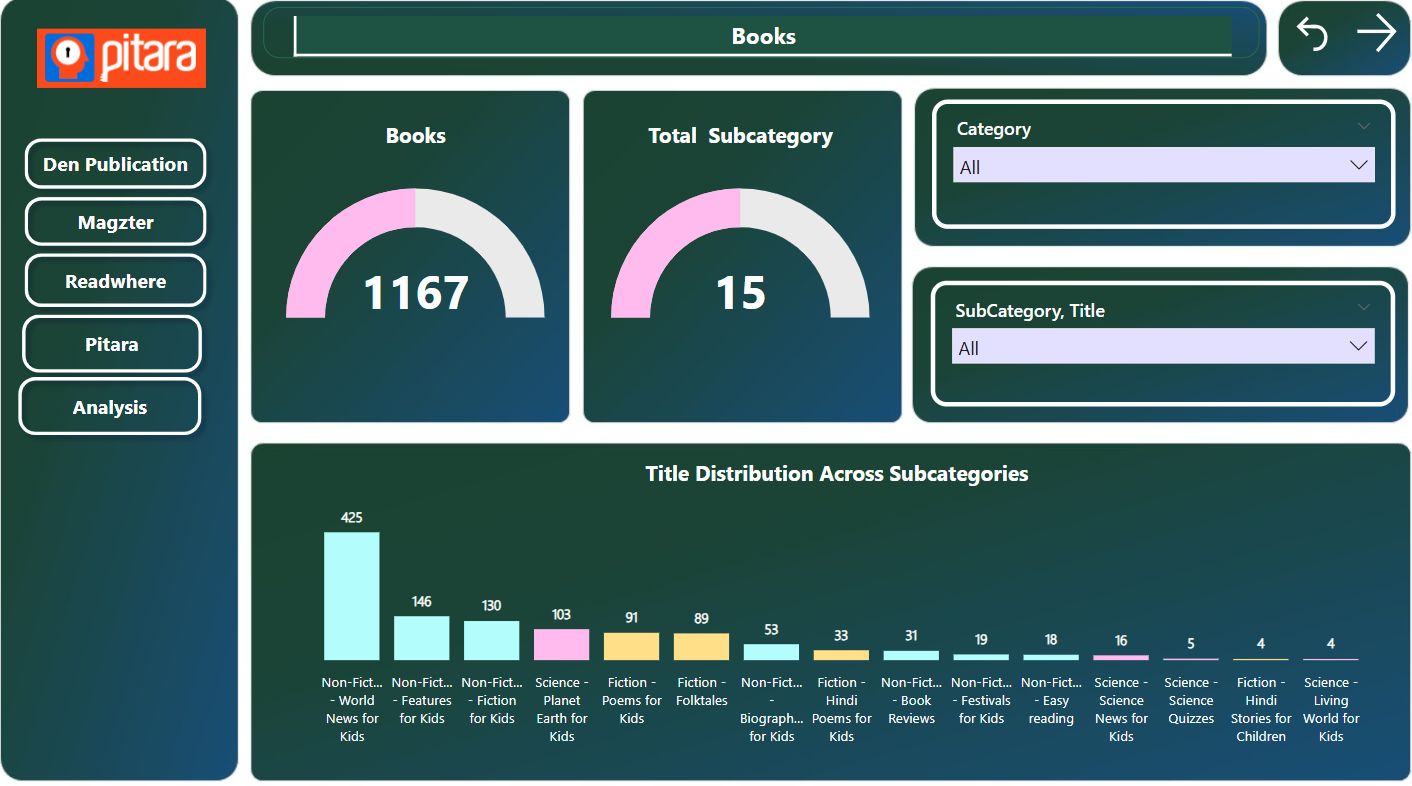 pitara
Books
Den Publication
Magzter
Readwhere
Pitara
Analysis
Books
1167
Total Subcategory
15
Category
All
SubCategory, Title
All
Title Distribution Across Subcategories
425
146
130
103
91
89
53
33
31
19
18
16
5
4
4
Non-Fict...
- World
News for
Kids
Non-Fict...
- Features
for Kids
Non-Fict...
- Fiction
for Kids
Science -
Planet
Earth for
Kids
Fiction -
Poems for
Kids
Fiction -
Folktales
Non-Fict...
-
Biograph...
for Kids
Fiction -
Hindi
Poems for
Kids
Non-Fict...
- Book
Reviews
Non-Fict...
- Festivals
for Kids
Non-Fict...
- Easy
reading
Science -
Science
News for
Kids
Science -
Science
Quizzes
Fiction -
Hindi
Stories for
Children
Science -
Living
World for
Kids